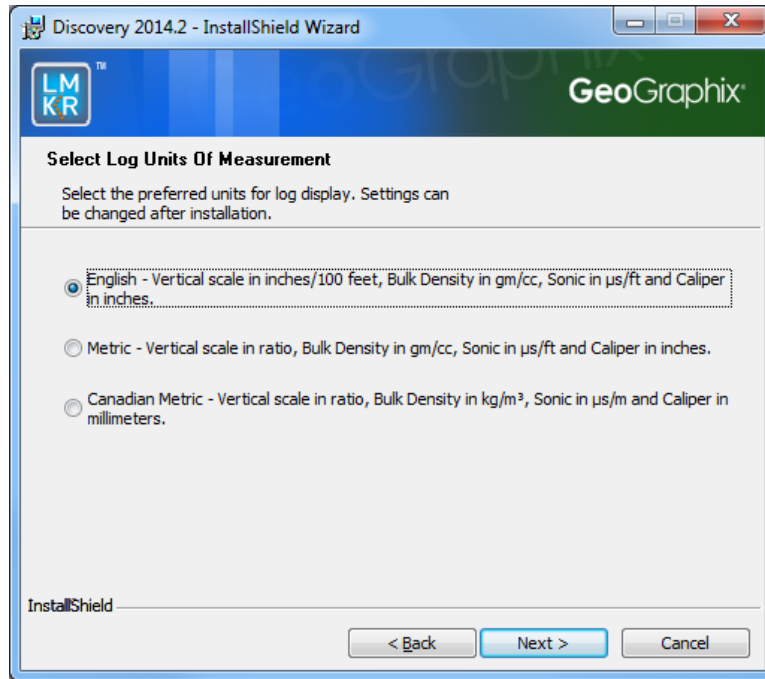 Discovery 2014.2 - InstallShield Wizard
LM
KR
TM
GeoGraphix
Select Log Units Of Measurement
Select the preferred units for log display. Settings can
be changed after installation.
English - Vertical scale in inches/100 feet, Bulk Density in gm/cc, Sonic in µs/ft and Caliper
in inches.
Metric - Vertical scale in ratio, Bulk Density in gm/cc, Sonic in µs/ft and Caliper in inches.
Canadian Metric - Vertical scale in ratio, Bulk Density in kg/m³, Sonic in µs/m and Caliper in
millimeters.
InstallShield
< Back
Next >
Cancel